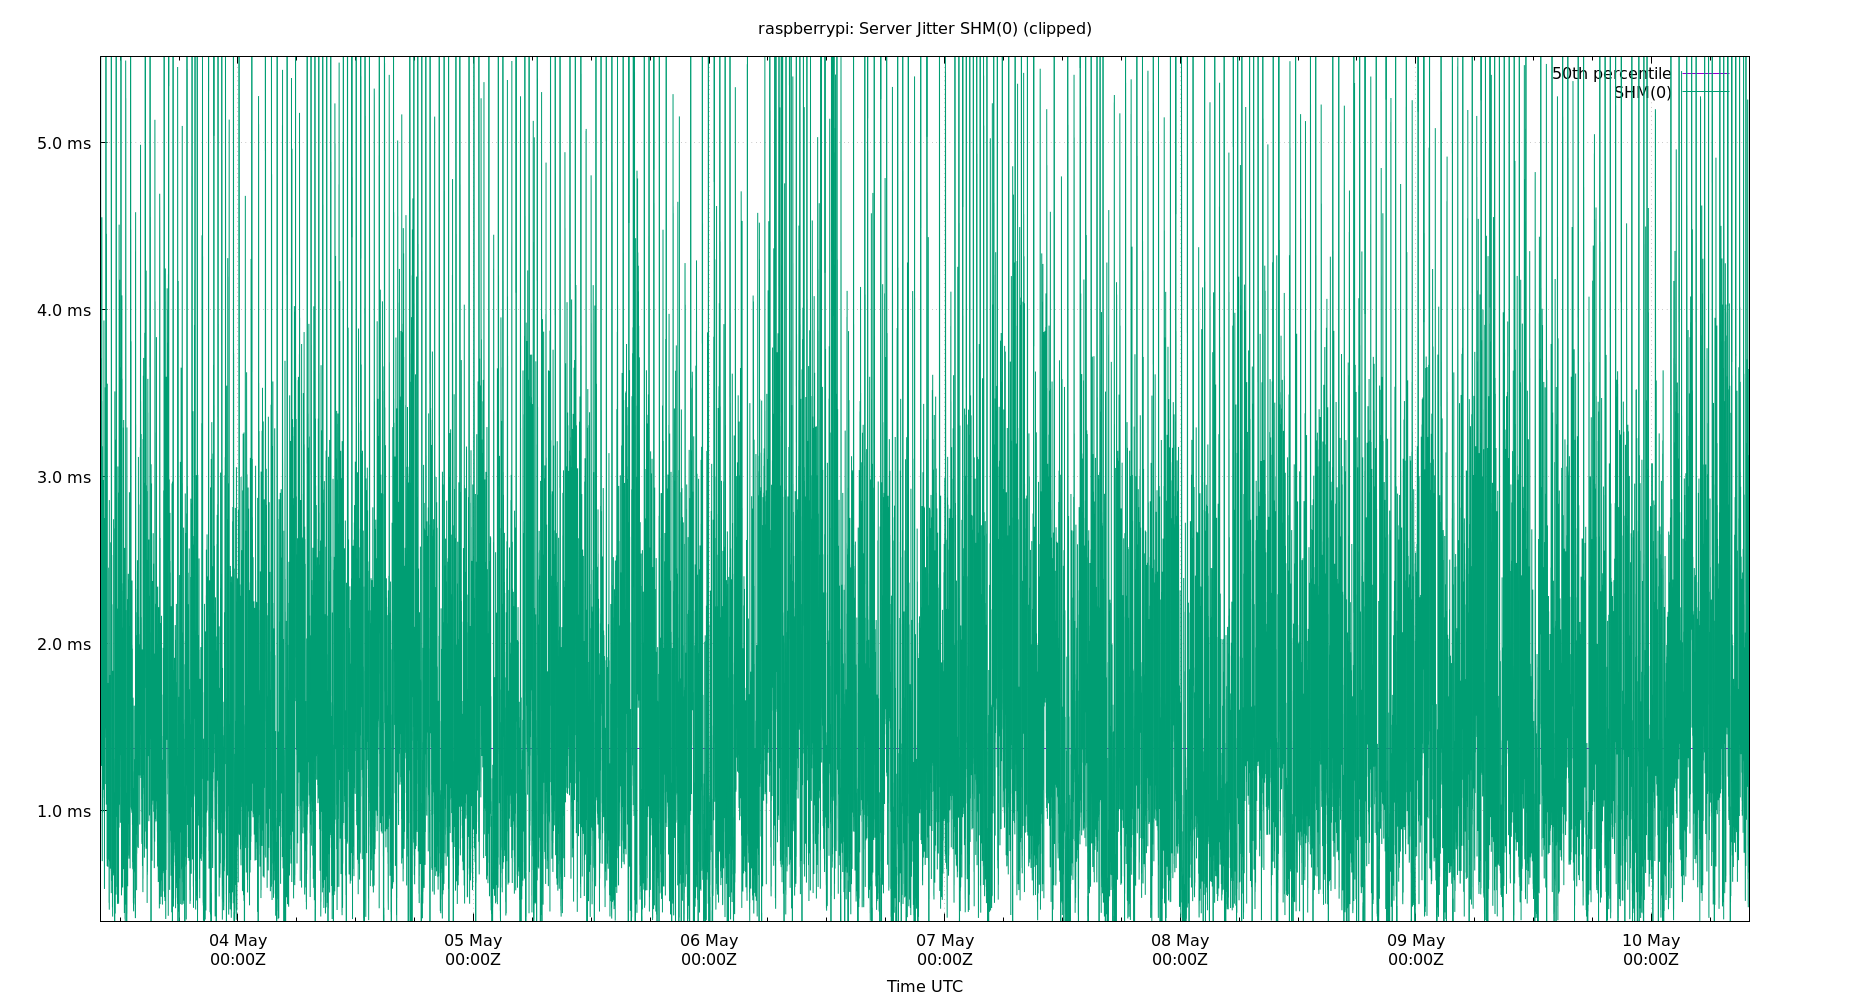 raspberrypi: Server Jitter SHM(0) (clipped)
50th percentile
SHM(0)
5.0 ms
4.0 ms
3.0 ms
2.0 ms
1.0 ms
04 May 05 May 06 May 07 May 08 May 09 May 10 May
00:00Z 00:00Z 00:00Z 00:00Z 00:00Z 00:00Z 00:00Z
Time UTC